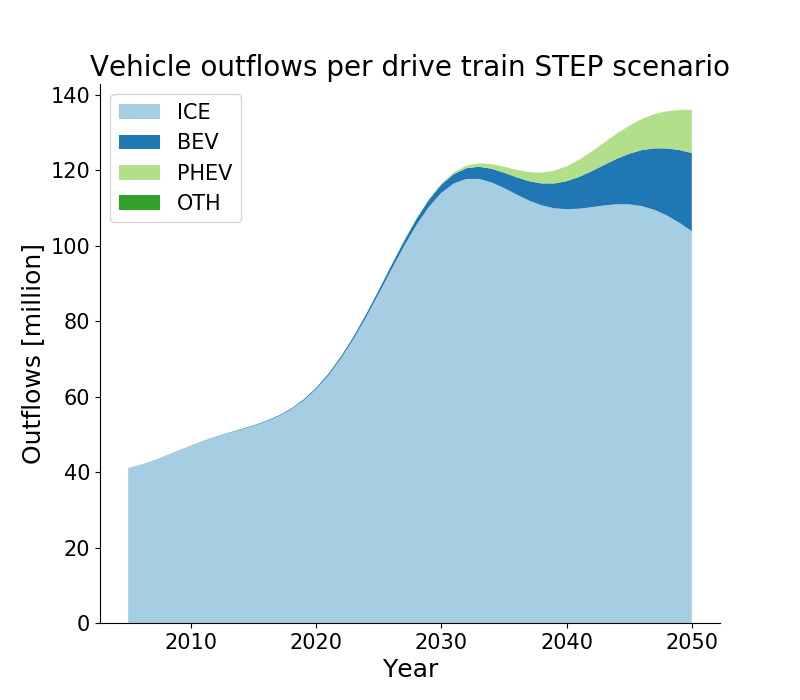 Vehicle outflows per drive train STEP scenario
140
120
100
80
60
40
20
0
Outflows [million]
ICE
BEV
PHEV
OTH
2010
2020
2030
2040
2050
Year